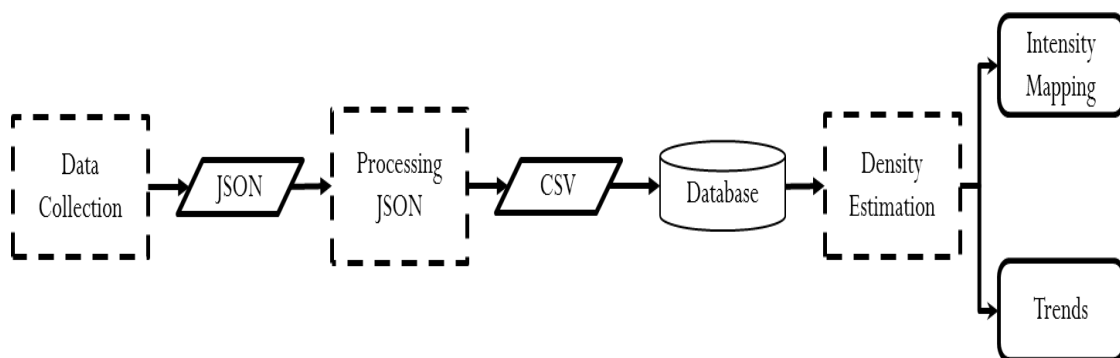 Data
Collection
JSON
Processing
JSON
CSV
Database
Density
Estimation
Intensity
Mapping
Trends